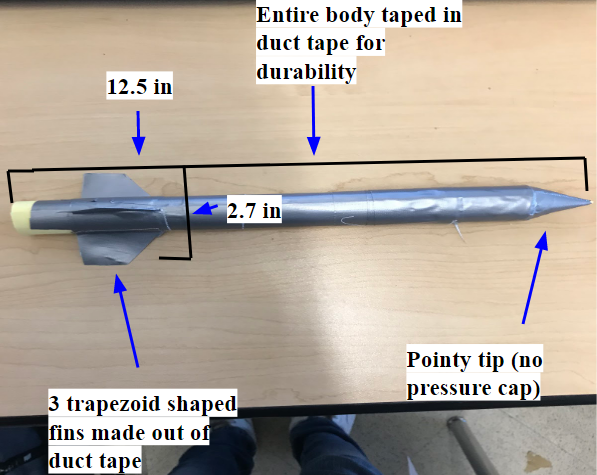 Entire body taped in
duct tape for
durability
12.5 in
2.7 in
Pointy tip (no
pressure cap)
3 trapezoid shaped
fins made out of
duct tape